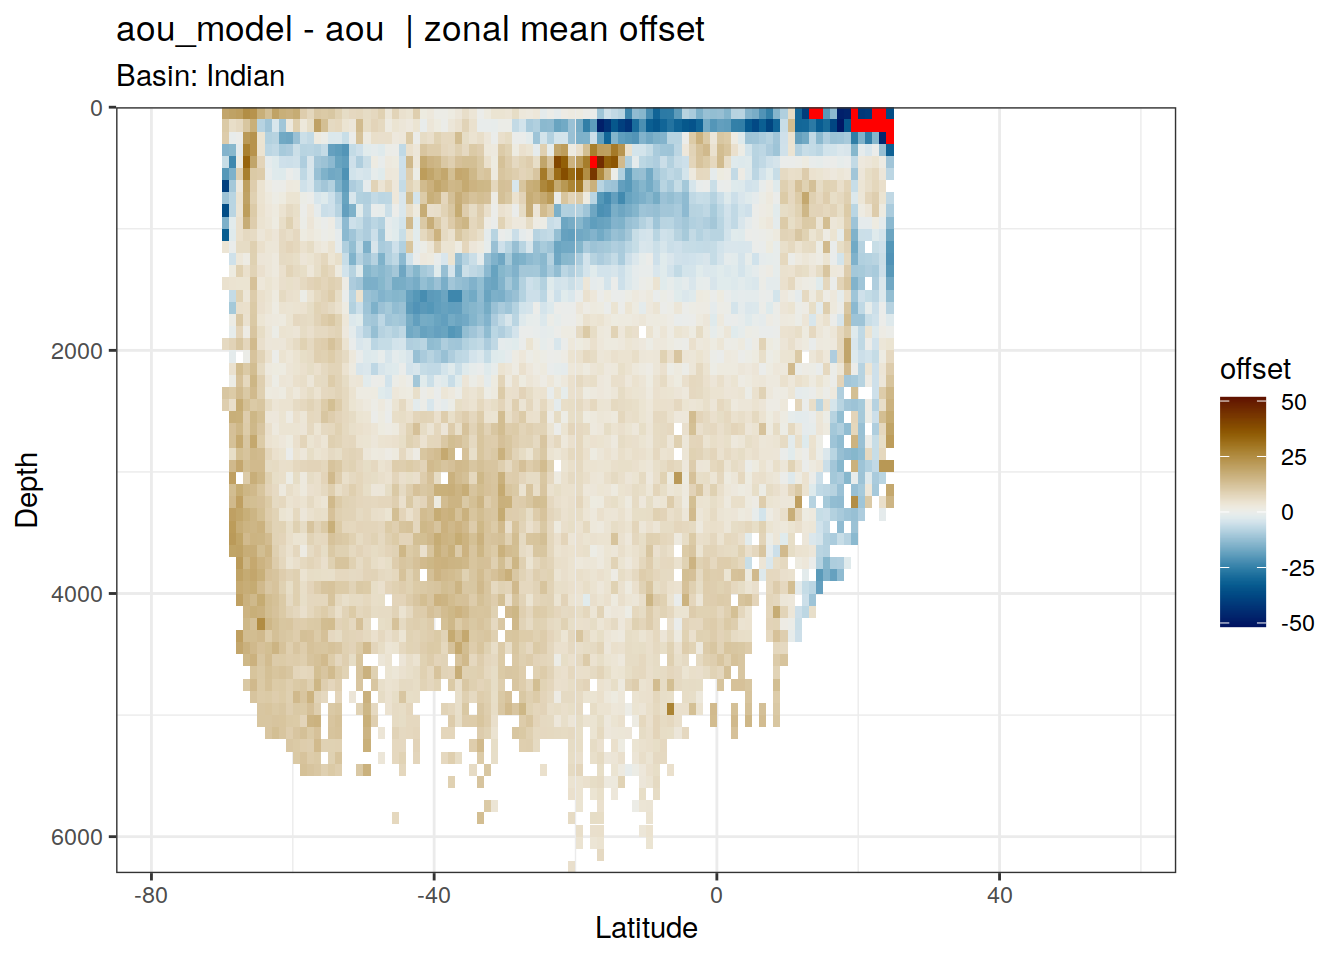 aou_model - aou  | zonal mean offset
Basin: Indian
0
2000
4000
6000
Depth
-80
-40
0
40
Latitude
offset
50
25
0
-25
-50